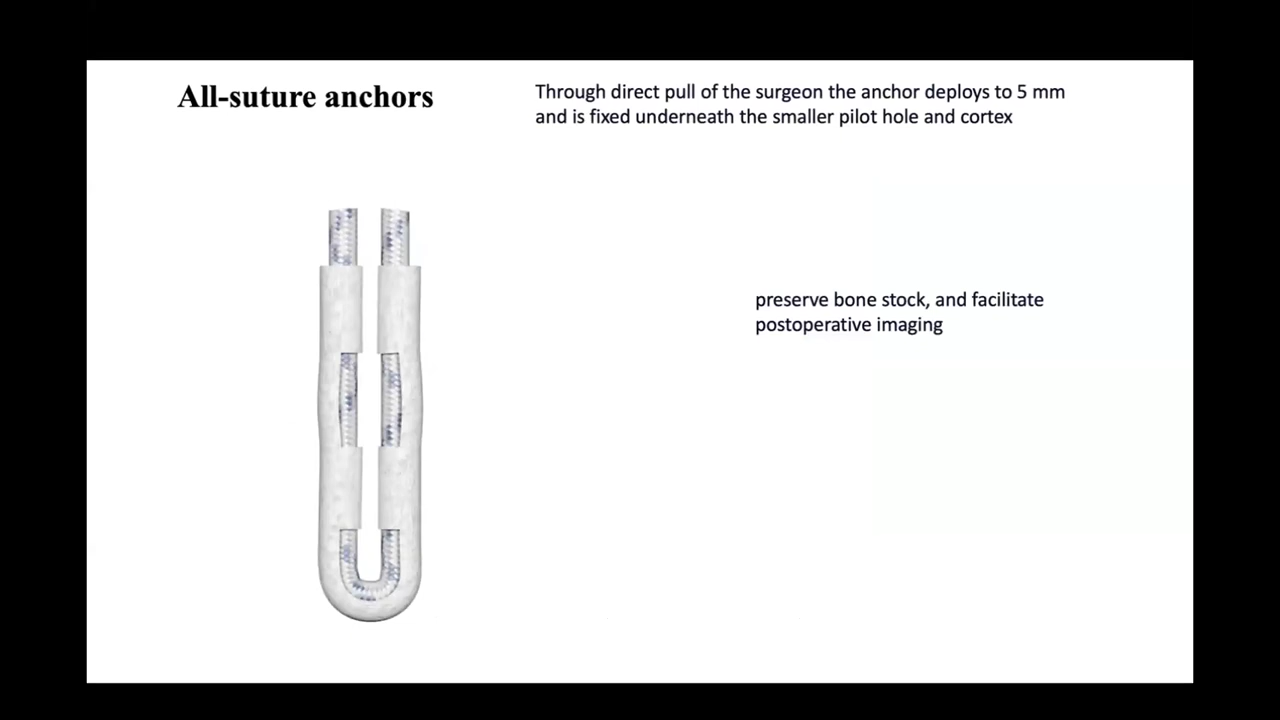 All-suture anchors
Through direct pull of the surgeon the anchor deploys to 5 mm
and is fixed underneath the smaller pilot hole and cortex
preserve bone stock, and facilitate
postoperative imaging